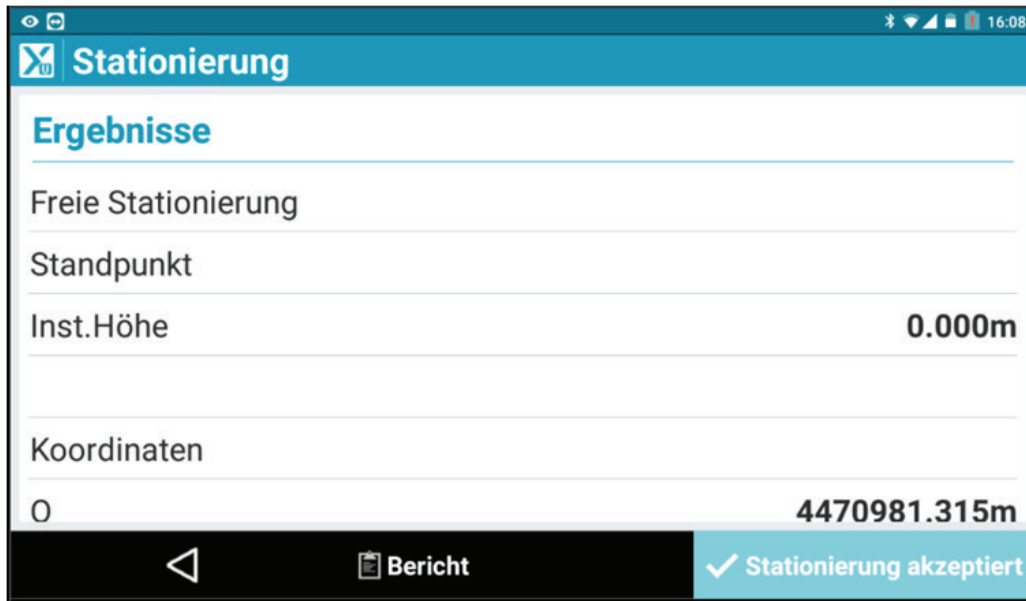 16:08
Stationierung
Ergebnisse
Freie Stationierung
Standpunkt
Inst.Höhe 0.000m
Koordinaten
O 4470981.315m
Bericht Stationierung akzeptiert